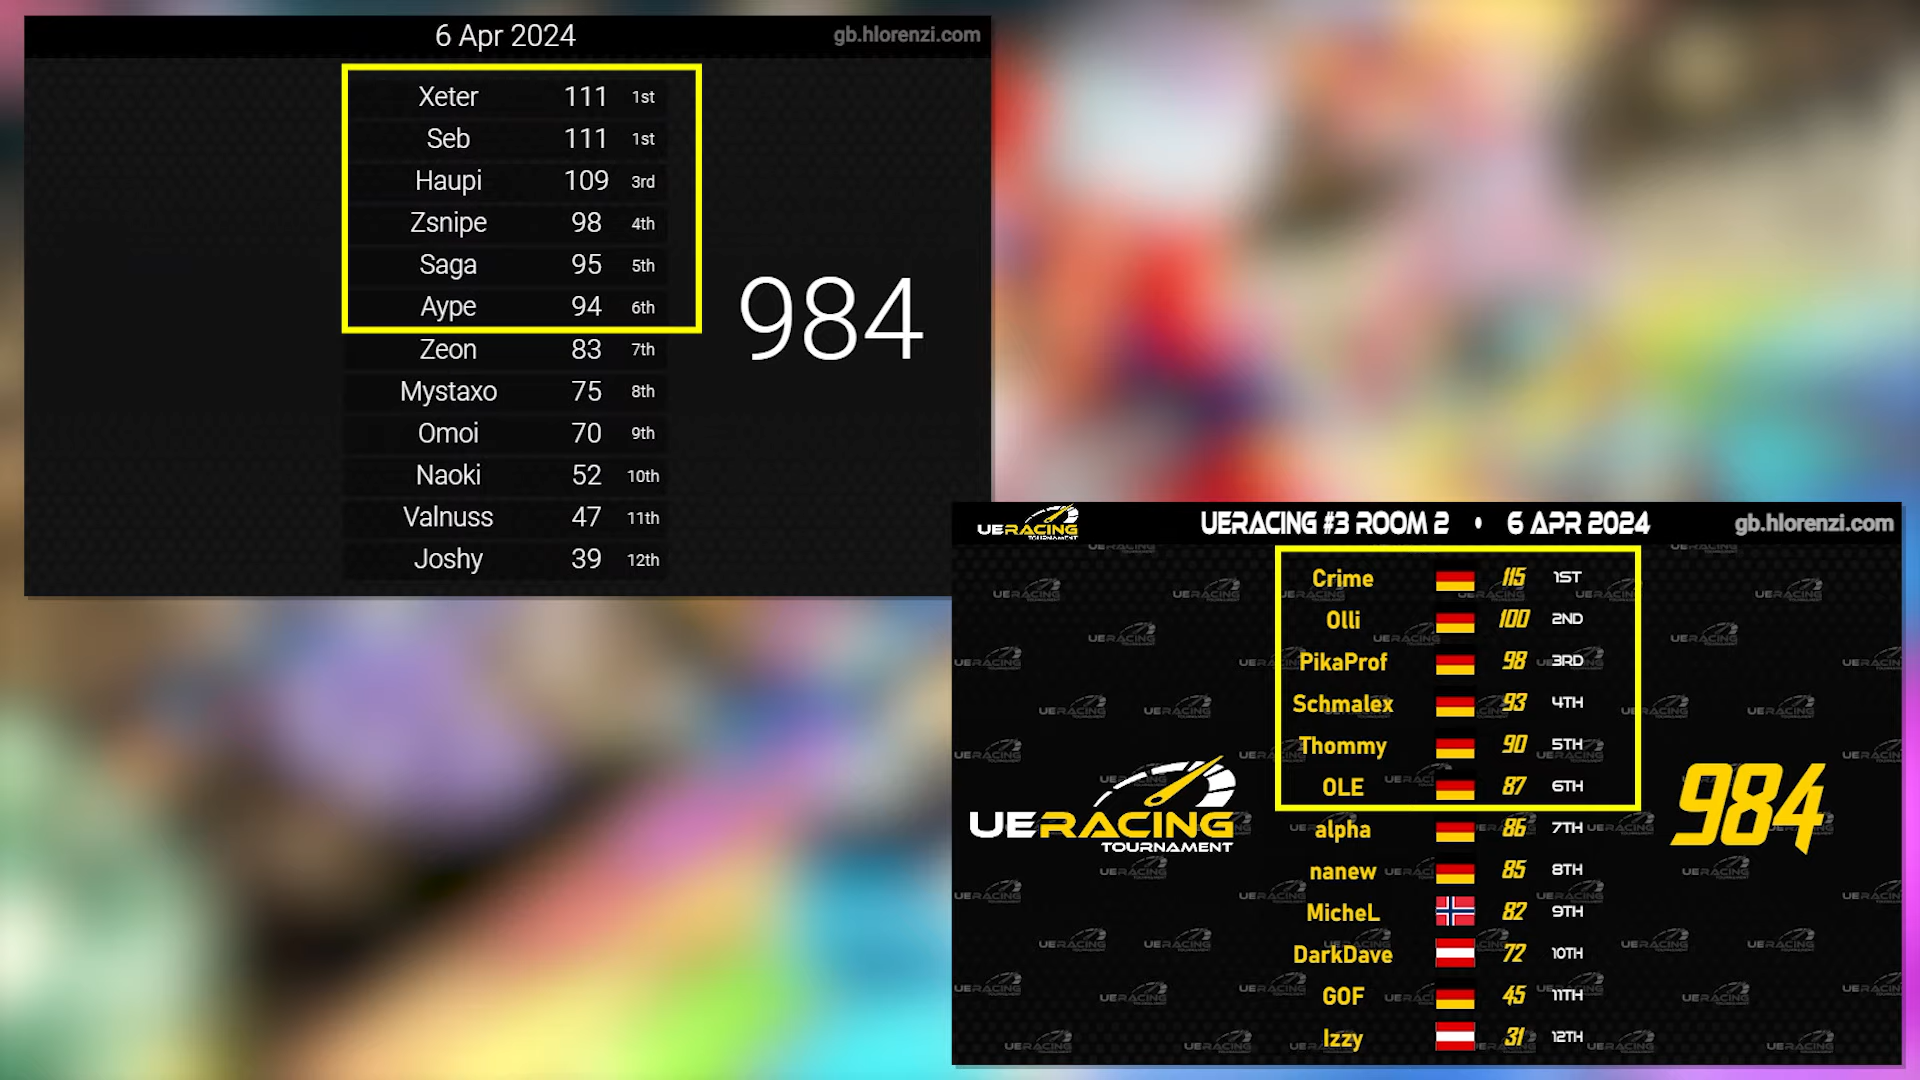 6 Apr 2024 gb.hlorenzi.com
Xeter 111 1st
Seb 111 1st
Haupi 109 3rd
Zsnipe 98 4th
Saga 95 5th
Aype 94 6th
984
Zeon 83 7th
Mystaxo 75 8th
Omoi 70 9th
Naoki 52 10th
Valnuss 47 11th
Joshy 39 12th
UERACING TOURNAMENT UERACING #3 ROOM 2 • 6 APR 2024 gb.hlorenzi.com
Crime 115 1ST
Olli 100 2ND
PikaProf 98 3RD
Schmalex 93 4TH
Thommy 90 5TH
OLE 87 6TH
UERACING
TOURNAMENT
984
alpha 86 7TH
nanew 85 8TH
MicheL 82 9TH
DarkDave 72 10TH
GOF 45 11TH
Izzy 31 12TH